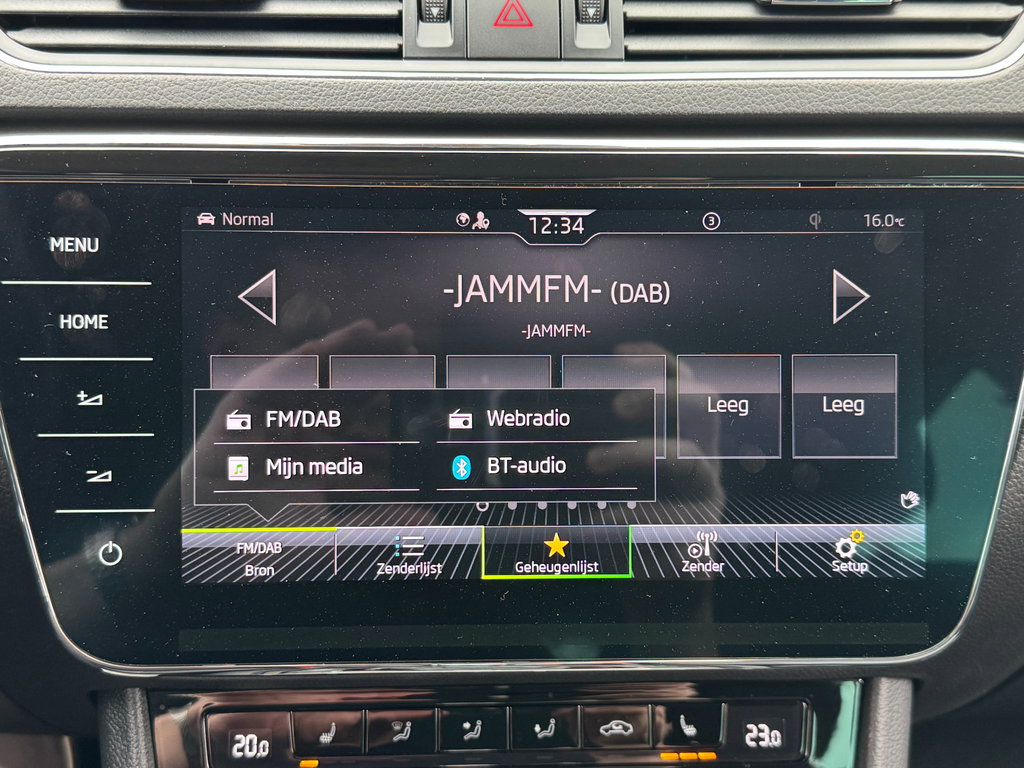 Normal
12:34
3
16.0°C
MENU
-JAMMFM- (DAB)
HOME
-JAMMFM-
Leeg
Leeg
FM/DAB
Webradio
Mijn media
BT-audio
FM/DAB
Bron
Zenderlijst
Geheugenlijst
Zender
Setup
20.0
23.0